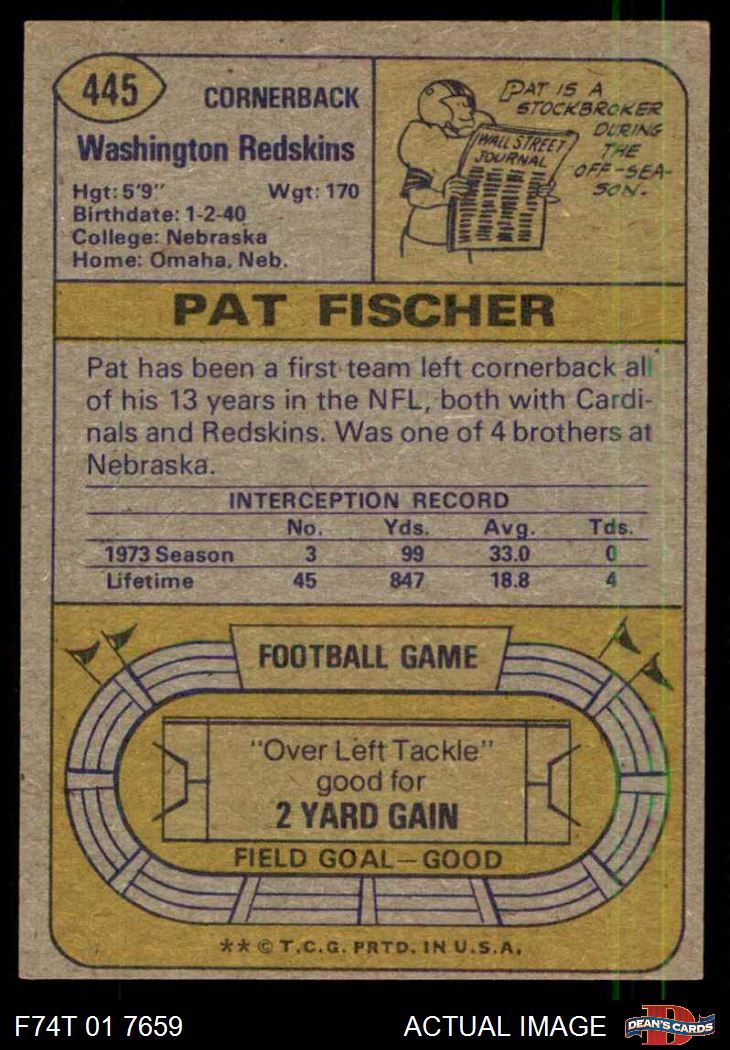 445
CORNERBACK
Washington Redskins
Hgt: 5'9" Wgt: 170
Birthdate: 1-2-40
College: Nebraska
Home: Omaha, Neb.
PAT IS A
STOCKBROKER
DURING
THE
OFF-SEA-
SON.
WALL STREET
JOURNAL
PAT FISCHER
Pat has been a first team left cornerback all
of his 13 years in the NFL, both with Cardi-
nals and Redskins. Was one of 4 brothers at
Nebraska.
INTERCEPTION RECORD
No. Yds. Avg. Tds.
1973 Season 3 99 33.0 0
Lifetime 45 847 18.8 4
FOOTBALL GAME
"Over Left Tackle"
good for
2 YARD GAIN
FIELD GOAL—GOOD
** © T.C.G. PRTD. IN U.S.A.
F74T 01 7659 ACTUAL IMAGE
DEAN'S CARDS